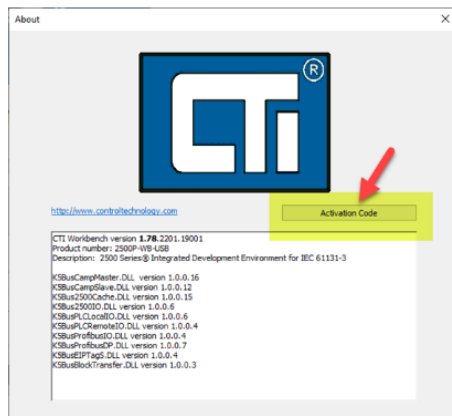 About
CTi
®
http://www.controltechnology.com
Activation Code
CTI Workbench version 1.78.2201.19001
Product number: 2500P-WB-USB
Description: 2500 Series® Integrated Development Environment for IEC 61131-3
K5BusCampMaster.DLL version 1.0.0.16
K5BusCampSlave.DLL version 1.0.0.12
K5Bus2500Cache.DLL version 1.0.0.15
K5Bus2500IO.DLL version 1.0.0.6
K5BusPLCLocalIO.DLL version 1.0.0.6
K5BusPLCRemoteIO.DLL version 1.0.0.4
K5BusProfibusIO.DLL version 1.0.0.4
K5BusProfibusDP.DLL version 1.0.0.7
K5BusEIPTagS.DLL version 1.0.0.4
K5BusBlockTransfer.DLL version 1.0.0.3